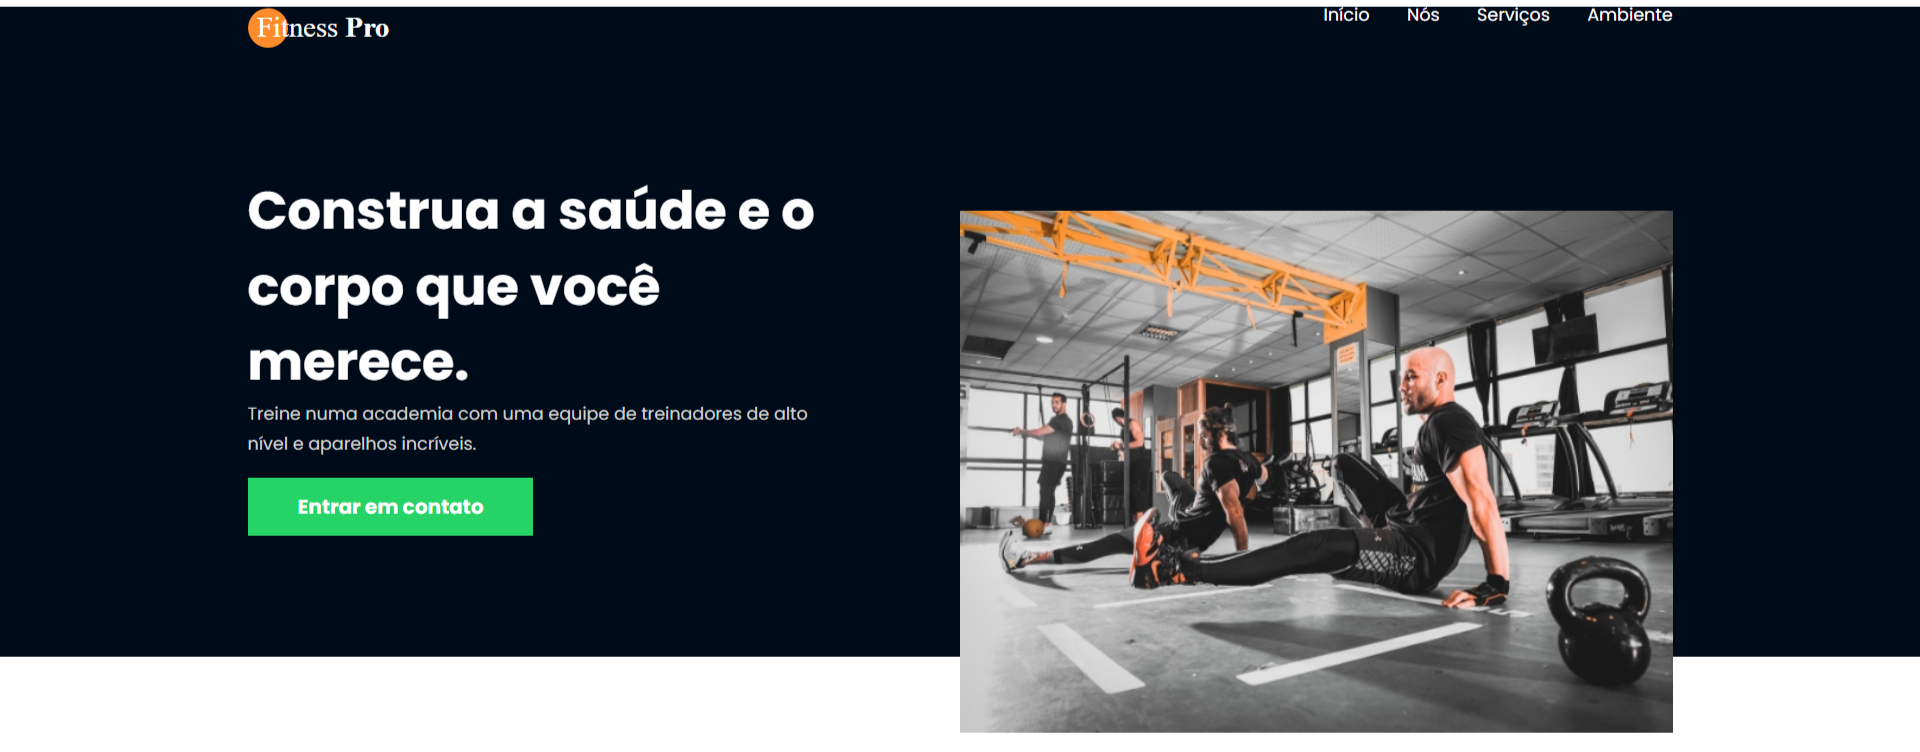 Fitness Pro
Início Nós Serviços Ambiente
Construa a saúde e o
corpo que você
merece.
Treine numa academia com uma equipe de treinadores de alto
nível e aparelhos incríveis.
Entrar em contato